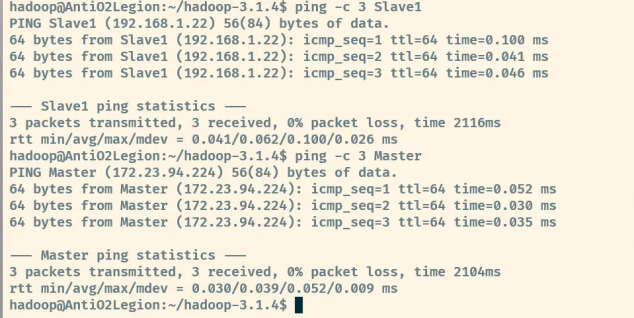 hadoop@AntiO2Legion:~/hadoop-3.1.4$ ping -c 3 Slave1
PING Slave1 (192.168.1.22) 56(84) bytes of data.
64 bytes from Slave1 (192.168.1.22): icmp_seq=1 ttl=64 time=0.100 ms
64 bytes from Slave1 (192.168.1.22): icmp_seq=2 ttl=64 time=0.041 ms
64 bytes from Slave1 (192.168.1.22): icmp_seq=3 ttl=64 time=0.046 ms
--- Slave1 ping statistics ---
3 packets transmitted, 3 received, 0% packet loss, time 2116ms
rtt min/avg/max/mdev = 0.041/0.062/0.100/0.026 ms
hadoop@AntiO2Legion:~/hadoop-3.1.4$ ping -c 3 Master
PING Master (172.23.94.224) 56(84) bytes of data.
64 bytes from Master (172.23.94.224): icmp_seq=1 ttl=64 time=0.052 ms
64 bytes from Master (172.23.94.224): icmp_seq=2 ttl=64 time=0.030 ms
64 bytes from Master (172.23.94.224): icmp_seq=3 ttl=64 time=0.035 ms
--- Master ping statistics ---
3 packets transmitted, 3 received, 0% packet loss, time 2104ms
rtt min/avg/max/mdev = 0.030/0.039/0.052/0.009 ms
hadoop@AntiO2Legion:~/hadoop-3.1.4$